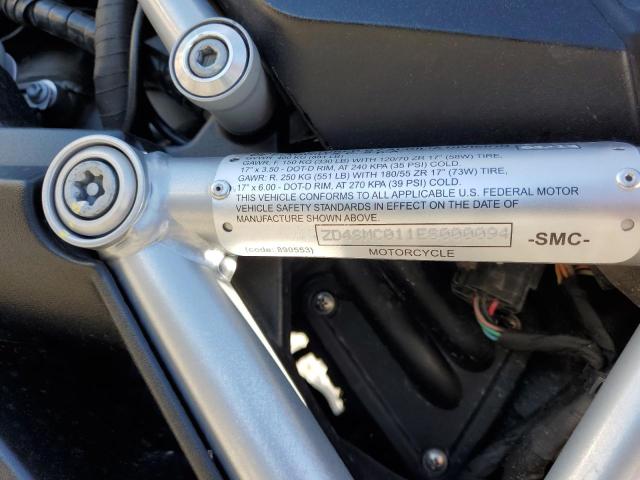 GAWR: F. 150 KG (330 LB) WITH 120/70 ZR 17" (58W) TIRE,
17" x 3.50 - DOT-D RIM, AT 240 KPA (35 PSI) COLD.
GAWR: R. 250 KG (551 LB) WITH 180/55 ZR 17" (73W) TIRE,
17" x 6.00 - DOT-D RIM, AT 270 KPA (39 PSI) COLD.
THIS VEHICLE CONFORMS TO ALL APPLICABLE U.S. FEDERAL MOTOR
VEHICLE SAFETY STANDARDS IN EFFECT ON THE DATE OF
MANUFACTURE SHOWN ABOVE.
ZD4SMC011ES000094 -SMC-
(code: 890553) MOTORCYCLE